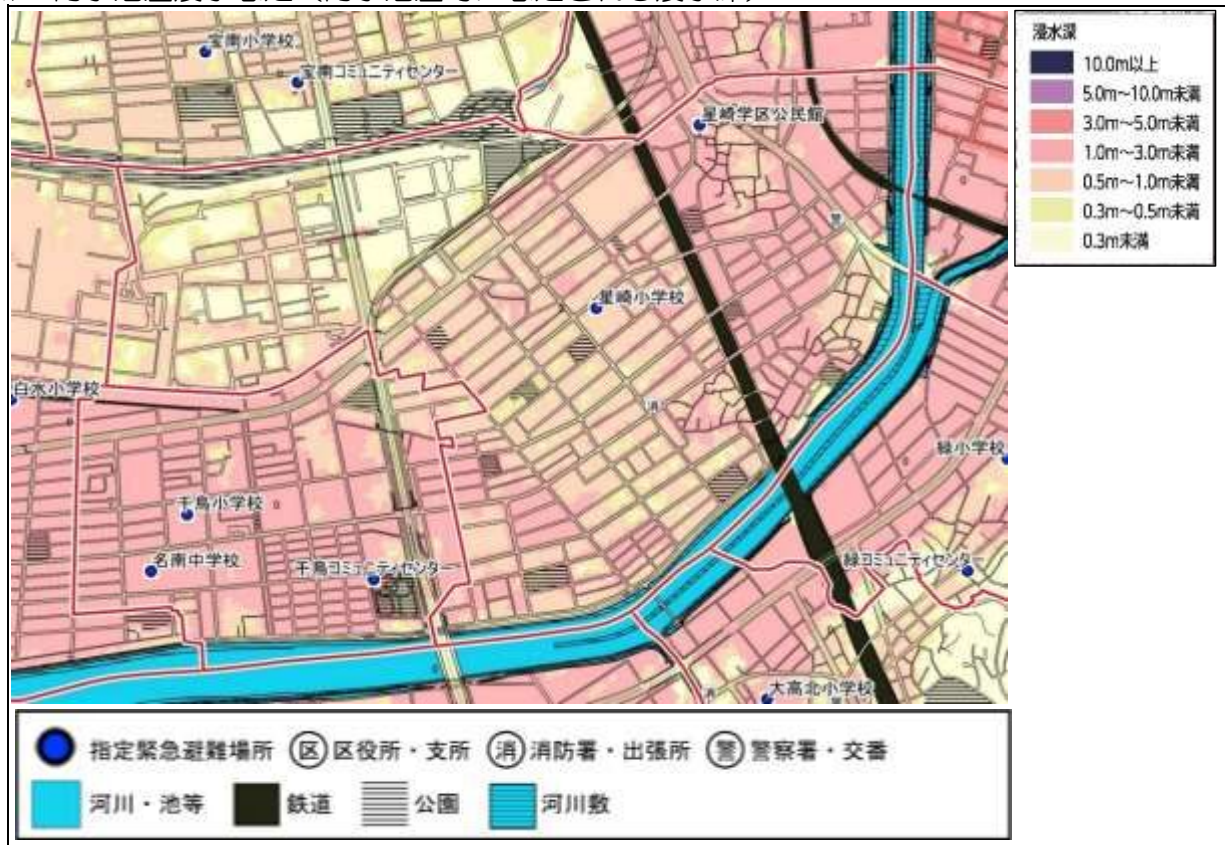 宝南小学校
宝南コミュニティセンター
星崎学区公民館
警
星崎小学校
白水小学校
消
緑小学校
千鳥小学校
名南中学校
千鳥コミュニティセンター
緑コミュニティセンター
大高北小学校
消
浸水深
10.0m以上
5.0m～10.0m未満
3.0m～5.0m未満
1.0m～3.0m未満
0.5m～1.0m未満
0.3m～0.5m未満
0.3m未満
指定緊急避難場所 区 区役所・支所 消 消防署・出張所 警 警察署・交番
河川・池等 鉄道 公園 河川敷